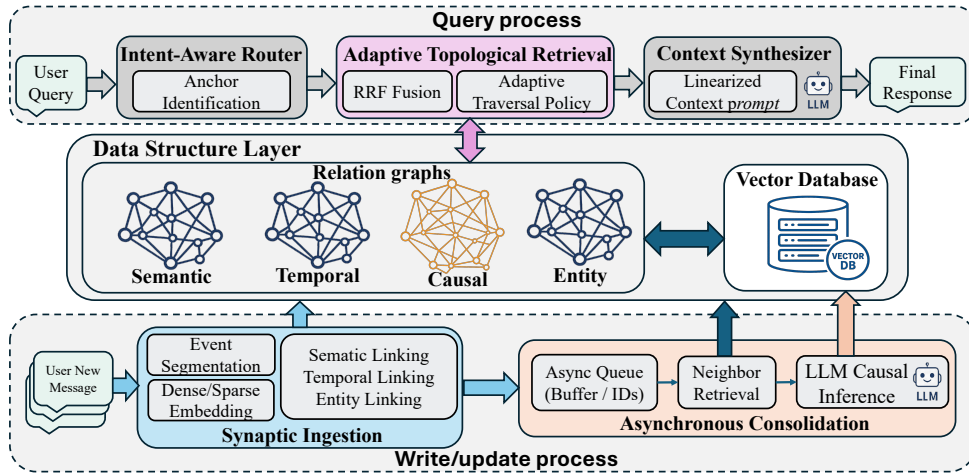 Query process
User
Query
Intent-Aware Router
Anchor
Identification
Adaptive Topological Retrieval
RRF Fusion
Adaptive
Traversal Policy
Context Synthesizer
Linearized
Context prompt
LLM
Final
Response
Data Structure Layer
Relation graphs
Semantic
Temporal
Causal
Entity
Vector Database
VECTOR
DB
User New
Message
Event
Segmentation
Dense/Sparse
Embedding
Sematic Linking
Temporal Linking
Entity Linking
Synaptic Ingestion
Async Queue
(Buffer / IDs)
Neighbor
Retrieval
LLM Causal
Inference
LLM
Asynchronous Consolidation
Write/update process